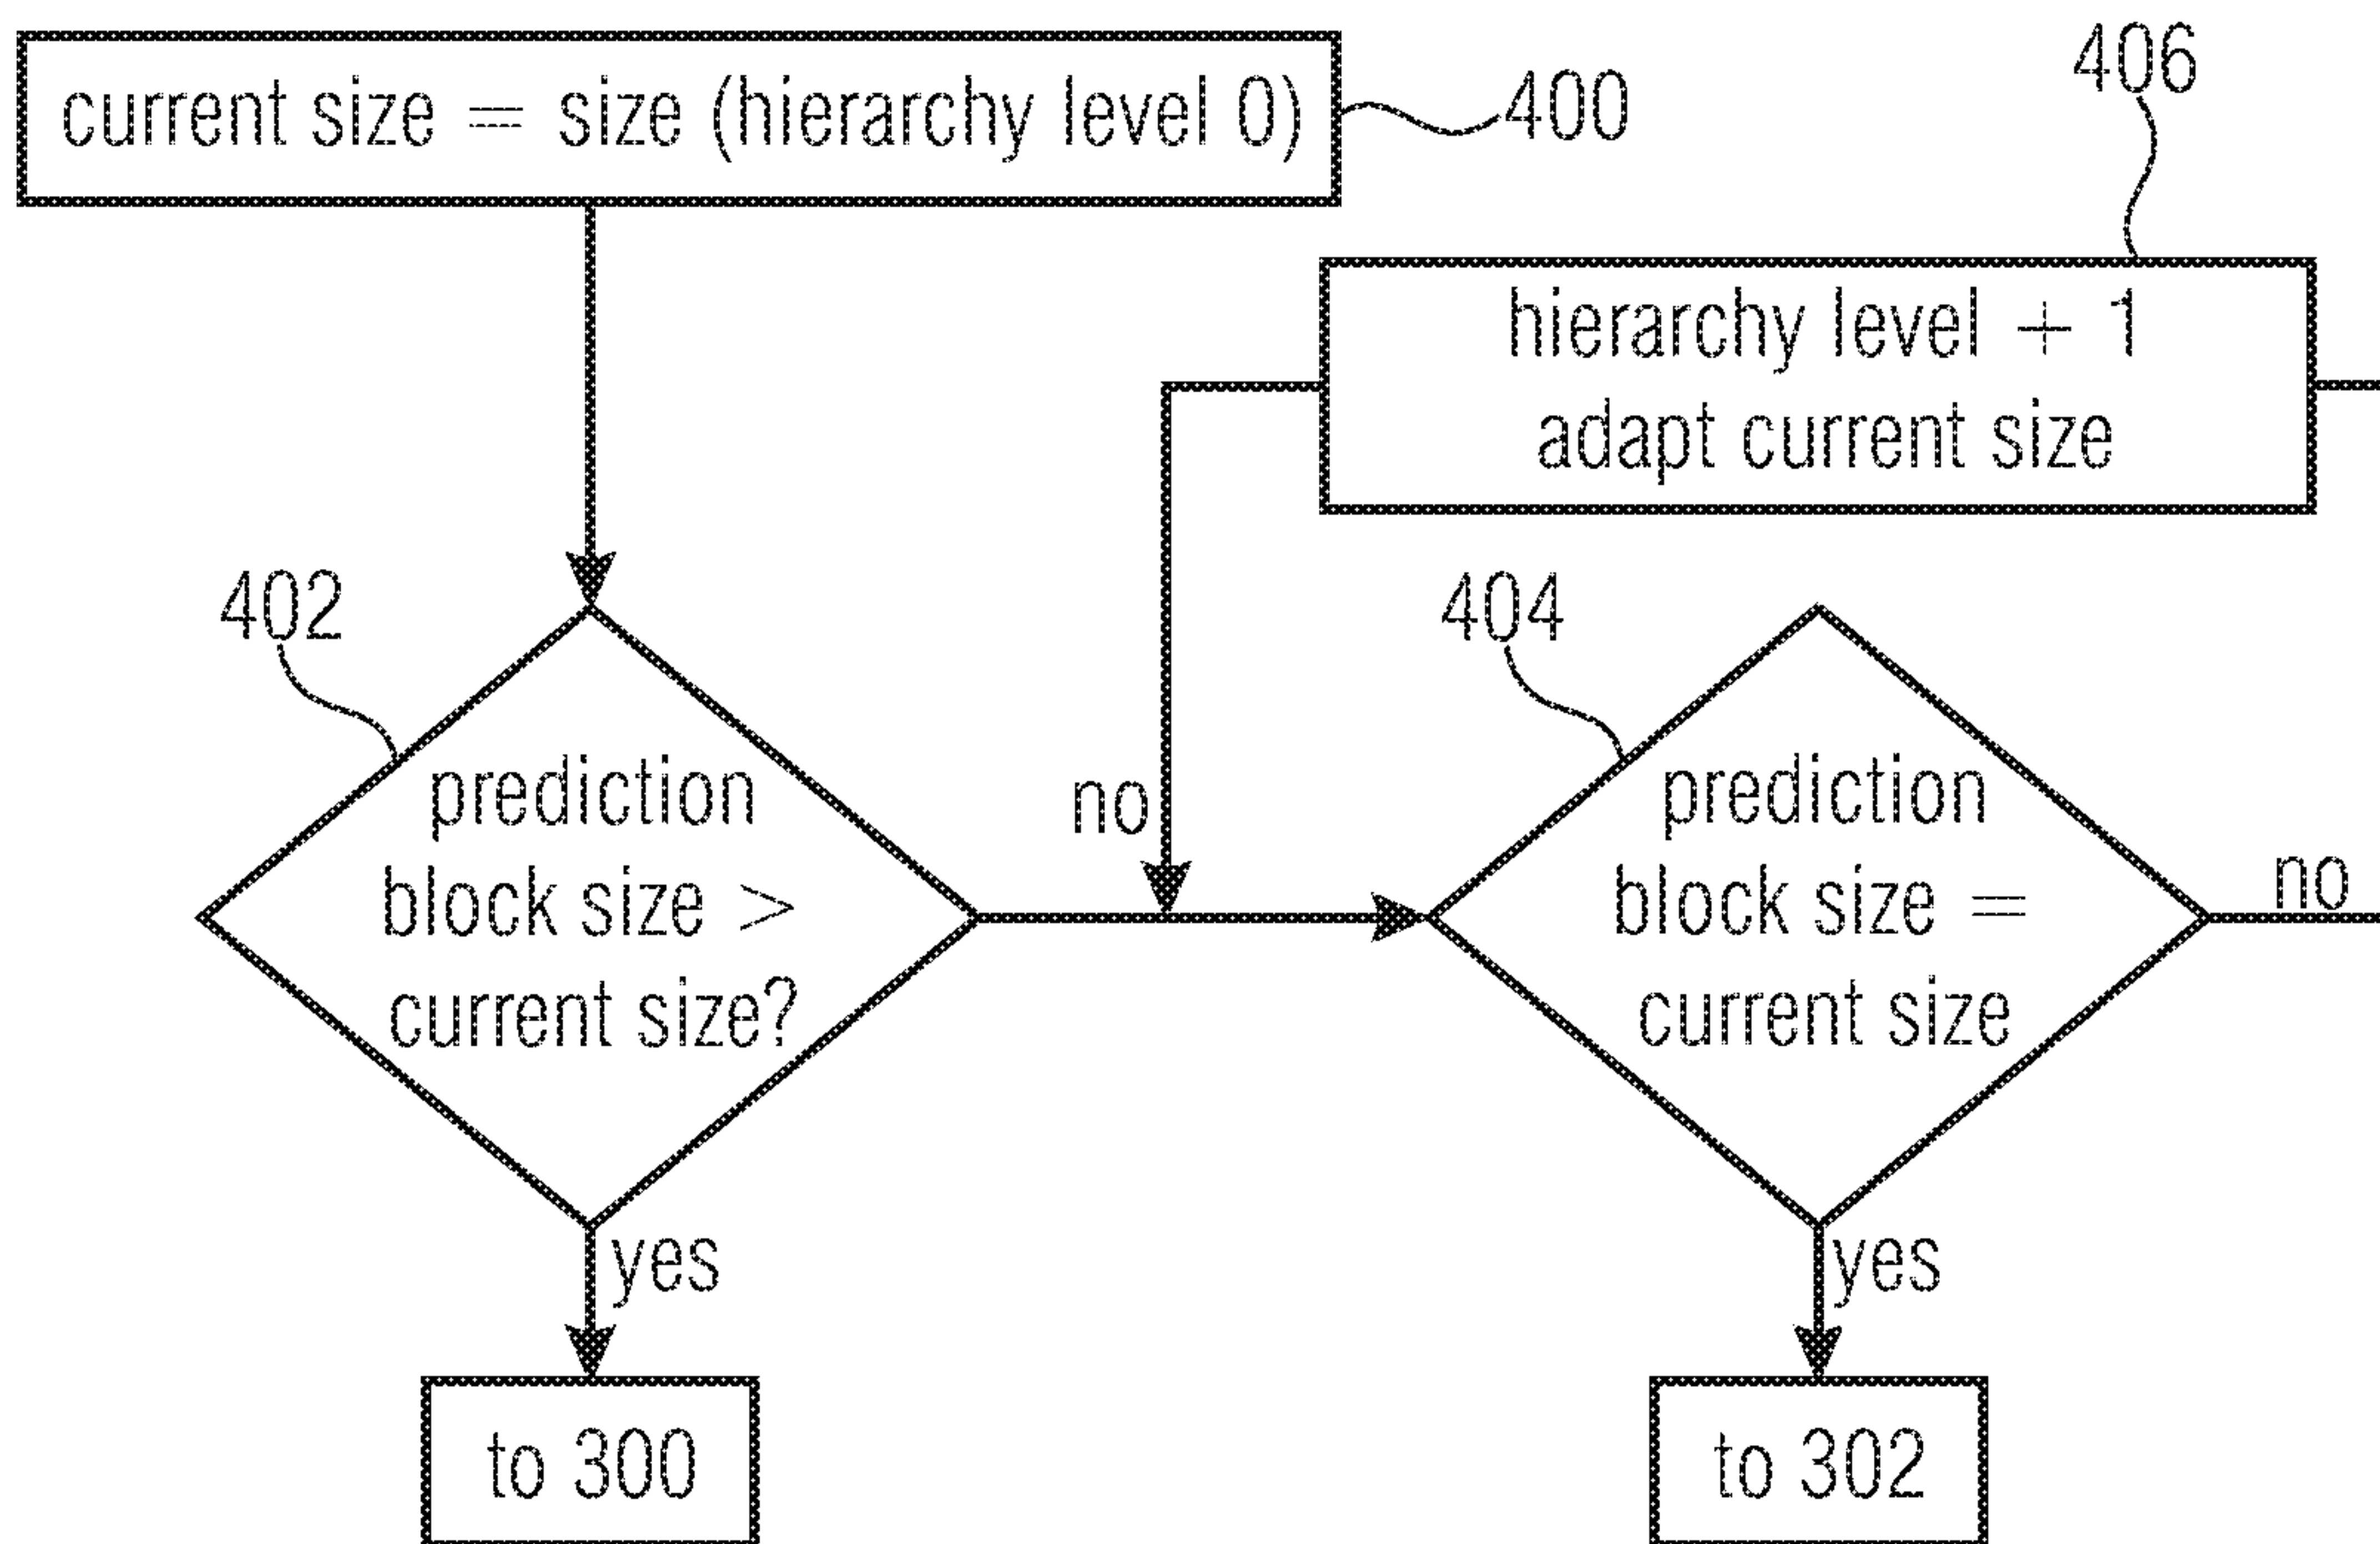 current size = size (hierarchy level 0)
400
406
hierarchy level + 1
adapt current size
402
prediction
block size >
current size?
no
404
prediction
block size =
current size
no
yes
yes
to 300
to 302